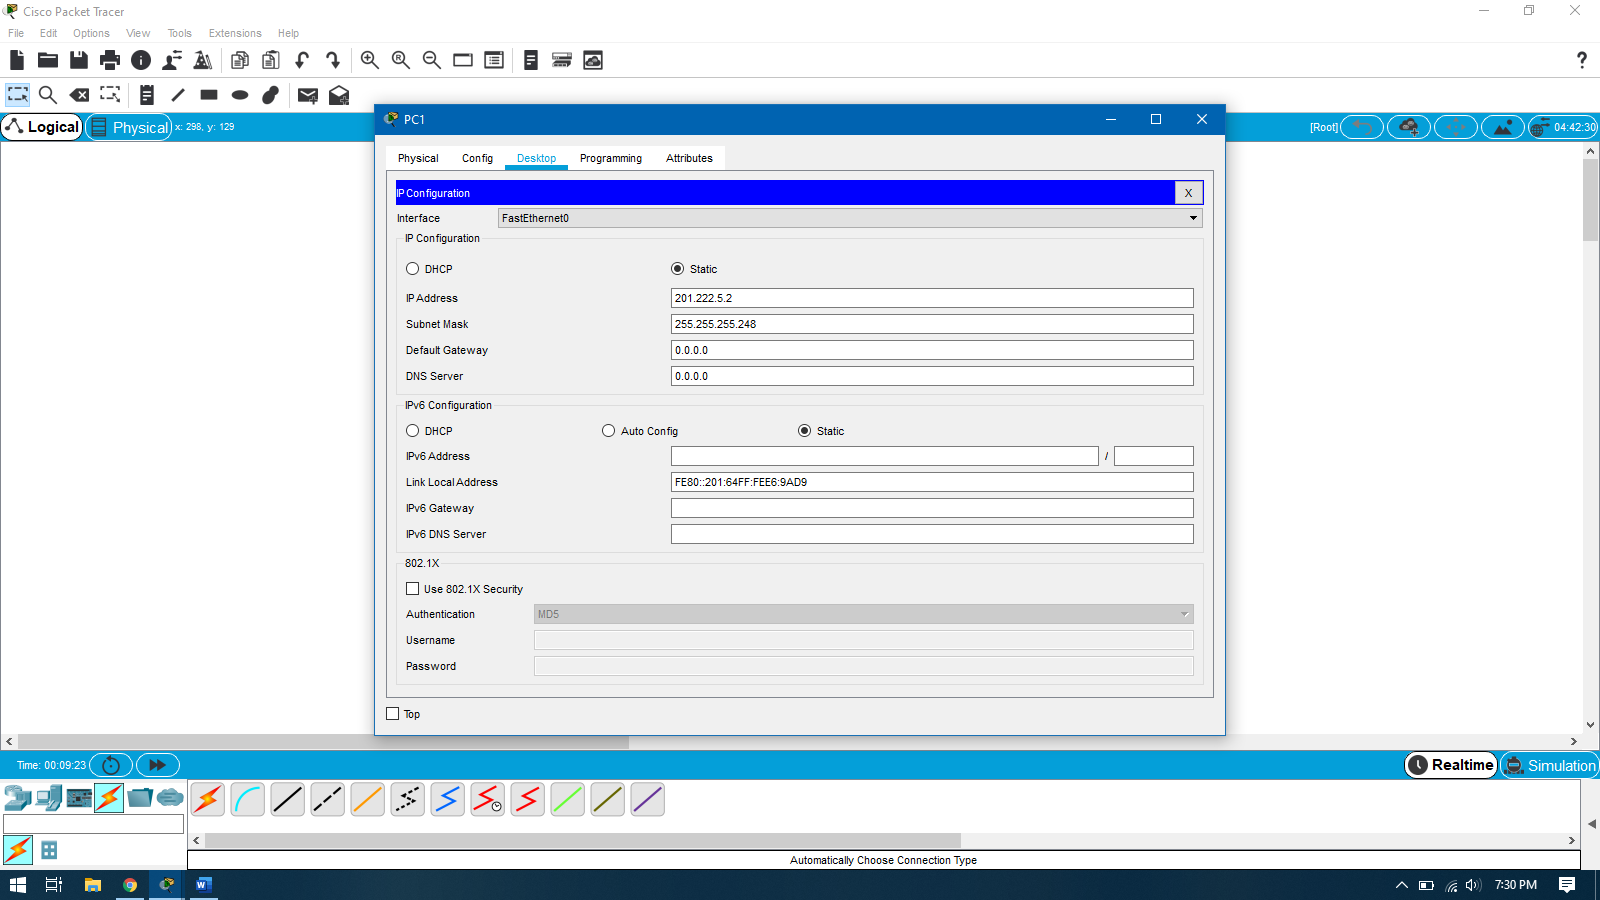 Cisco Packet Tracer
File Edit Options View Tools Extensions Help
?
Logical
Physical
x: 298, y: 129
[Root]
04:42:30
PC1
Physical Config Desktop Programming Attributes
IP Configuration
X
Interface
FastEthernet0
IP Configuration
DHCP
Static
IP Address
201.222.5.2
Subnet Mask
255.255.255.248
Default Gateway
0.0.0.0
DNS Server
0.0.0.0
IPv6 Configuration
DHCP
Auto Config
Static
IPv6 Address
/
Link Local Address
FE80::201:64FF:FEE6:9AD9
IPv6 Gateway
IPv6 DNS Server
802.1X
Use 802.1X Security
Authentication
MD5
Username
Password
Top
Time: 00:09:23
Realtime
Simulation
Automatically Choose Connection Type
7:30 PM